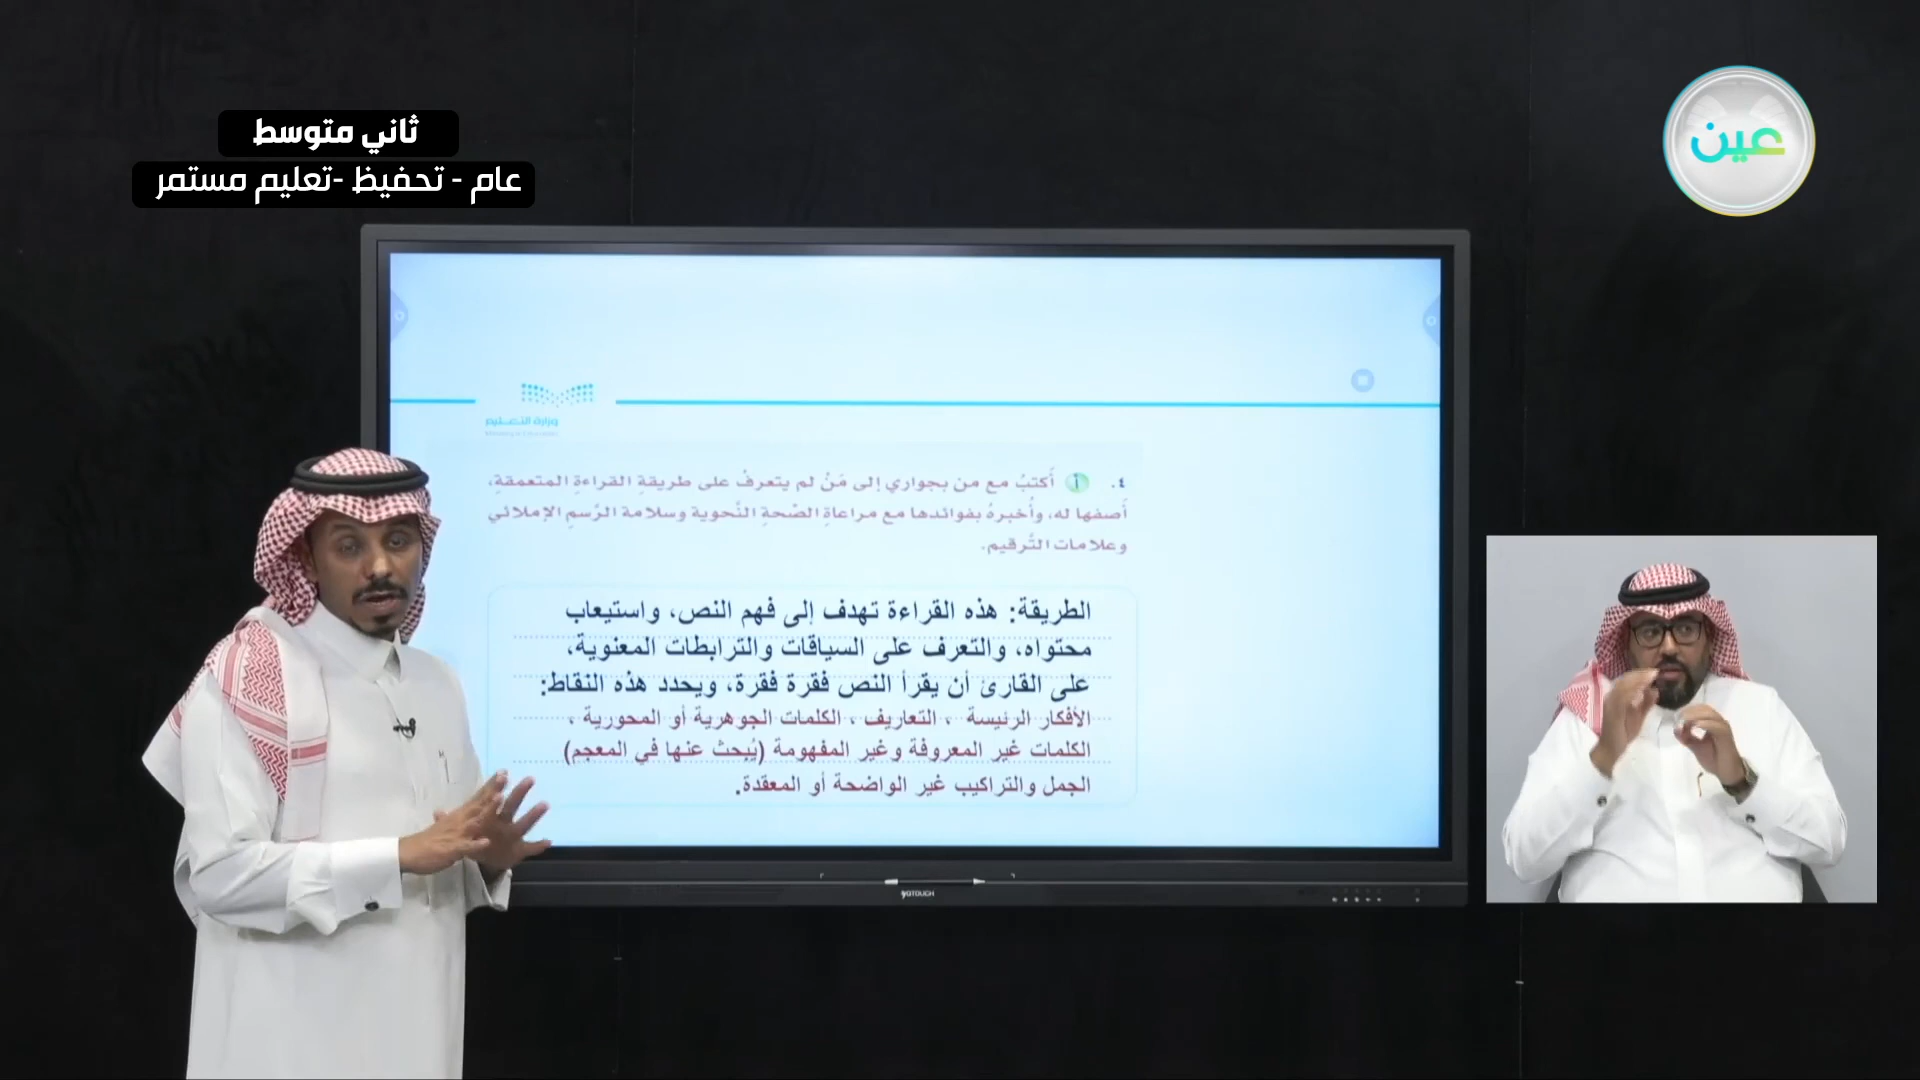 ثاني متوسط
عام - تحفيظ -تعليم مستمر
عين
وزارة التعليم
٤. أ أَكتبُ مع من بجواري إلى مَنْ لم يتعرفْ على طريقةِ القراءةِ المتعمقةِ،
أَصفها له، وأُخبرهُ بفوائدها مع مراعاةِ الصّحةِ النَّحوية وسلامة الرَّسمِ الإملائي
وعلامات التَّرقيم.
الطريقة: هذه القراءة تهدف إلى فهم النص، واستيعاب
محتواه، والتعرف على السياقات والترابطات المعنوية،
على القارئ أن يقرأ النص فقرة فقرة، ويحدد هذه النقاط:
الأفكار الرئيسة ، التعاريف ، الكلمات الجوهرية أو المحورية ،
الكلمات غير المعروفة وغير المفهومة (يُبحث عنها في المعجم)
الجمل والتراكيب غير الواضحة أو المعقدة.